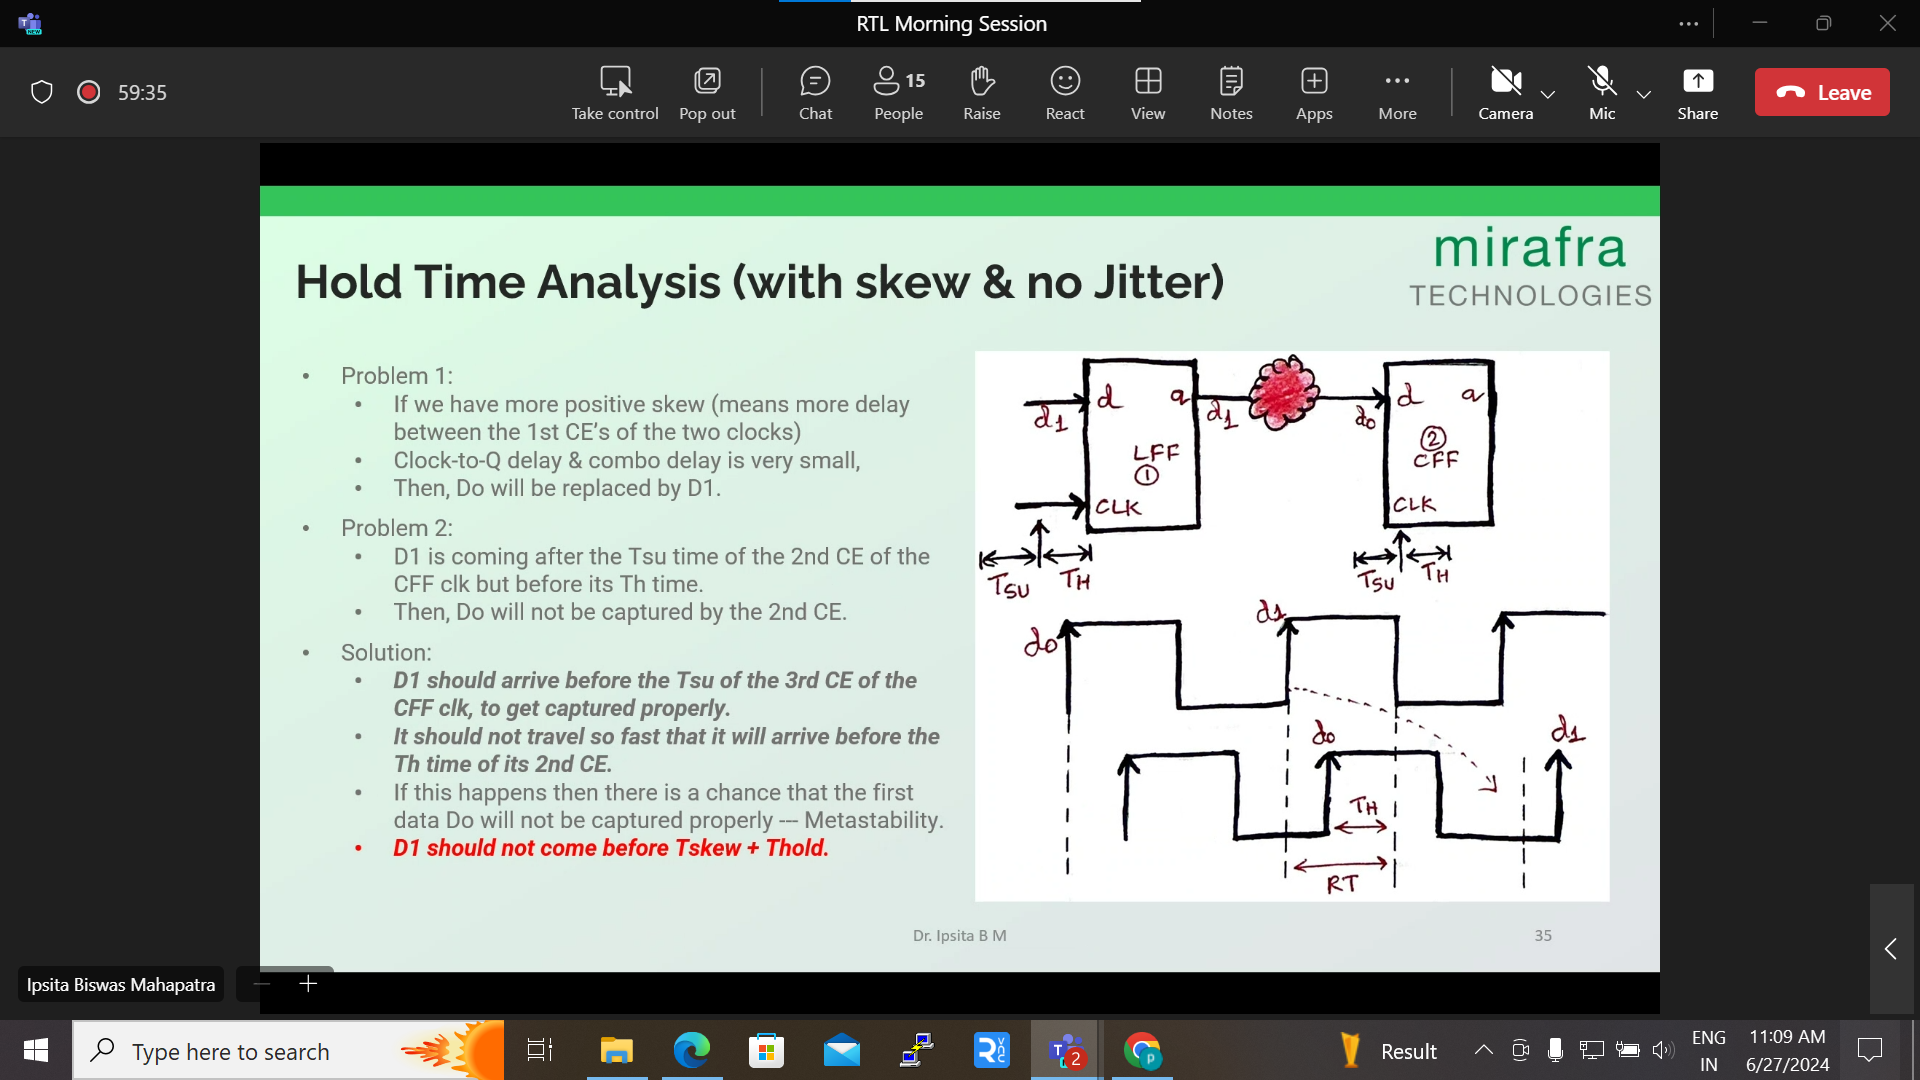 RTL Morning Session
59:35
Take control
Pop out
Chat
15
People
Raise
React
View
Notes
Apps
More
Camera
Mic
Share
Leave
mirafra
TECHNOLOGIES
Hold Time Analysis (with skew & no Jitter)
• Problem 1:
• If we have more positive skew (means more delay
between the 1st CE's of the two clocks)
• Clock-to-Q delay & combo delay is very small,
• Then, Do will be replaced by D1.
• Problem 2:
• D1 is coming after the Tsu time of the 2nd CE of the
CFF clk but before its Th time.
• Then, Do will not be captured by the 2nd CE.
• Solution:
• D1 should arrive before the Tsu of the 3rd CE of the
CFF clk, to get captured properly.
• It should not travel so fast that it will arrive before the
Th time of its 2nd CE.
• If this happens then there is a chance that the first
data Do will not be captured properly --- Metastability.
• D1 should not come before Tskew + Thold.
d1 d q d1 d0 d q
LFF
1
2
CFF
CLK
CLK
TSU TH
TSU TH
d0
d1
d0
d1
TH
RT
Dr. Ipsita B M
35
Ipsita Biswas Mahapatra
Type here to search
2
Result
ENG
IN
11:09 AM
6/27/2024